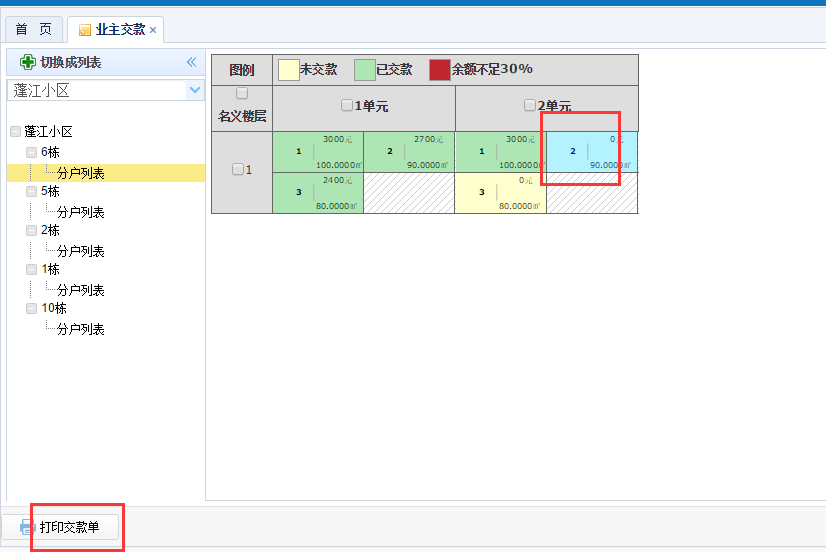 首 页
业主交款 ×
切换成列表 «
蓬江小区
蓬江小区
6栋
分户列表
5栋
分户列表
2栋
分户列表
1栋
分户列表
10栋
分户列表
图例 未交款 已交款 余额不足30%
名义楼层 1单元 2单元
1
1 3000元 100.0000㎡
2 2700元 90.0000㎡
1 3000元 100.0000㎡
2 0元 90.0000㎡
3 2400元 80.0000㎡
3 0元 80.0000㎡
打印交款单